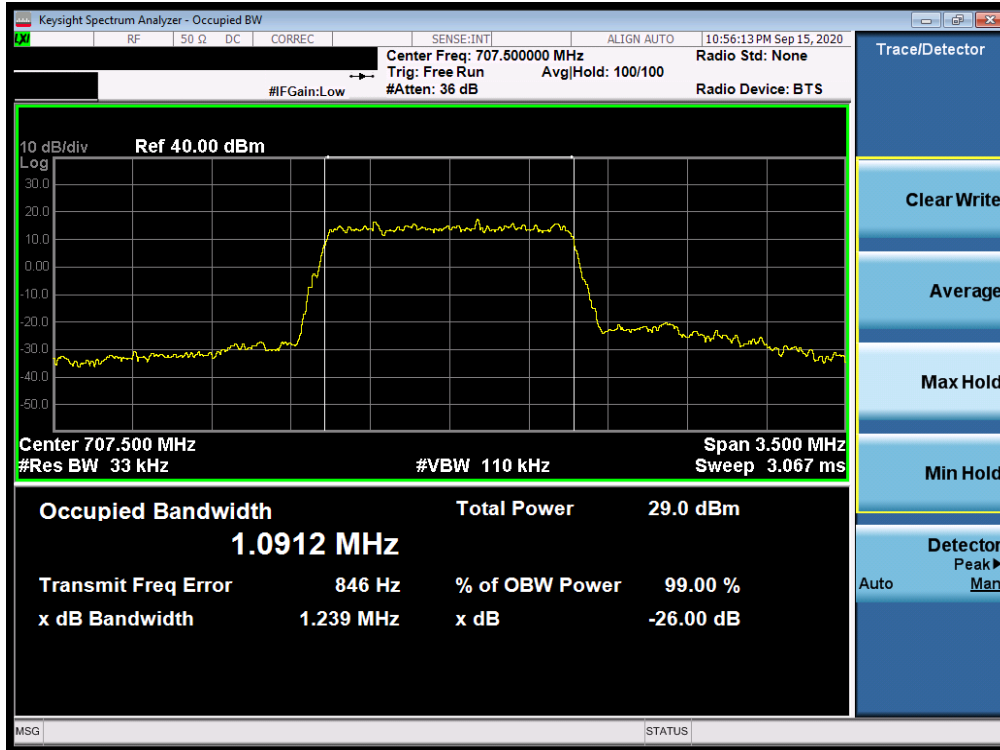 Keysight Spectrum Analyzer - Occupied BW
LXI RF 50 Ω DC CORREC SENSE:INT ALIGN AUTO 10:56:13 PM Sep 15, 2020
Center Freq: 707.500000 MHz Radio Std: None
Trig: Free Run Avg|Hold: 100/100
#IFGain:Low #Atten: 36 dB Radio Device: BTS
10 dB/div Ref 40.00 dBm
Log
30.0
20.0
10.0
0.00
-10.0
-20.0
-30.0
-40.0
-50.0
Center 707.500 MHz Span 3.500 MHz
#Res BW 33 kHz #VBW 110 kHz Sweep 3.067 ms
Occupied Bandwidth Total Power 29.0 dBm
1.0912 MHz
Transmit Freq Error 846 Hz % of OBW Power 99.00 %
x dB Bandwidth 1.239 MHz x dB -26.00 dB
MSG STATUS
Trace/Detector
Clear Write
Average
Max Hold
Min Hold
Detector
Peak▶
Auto Man